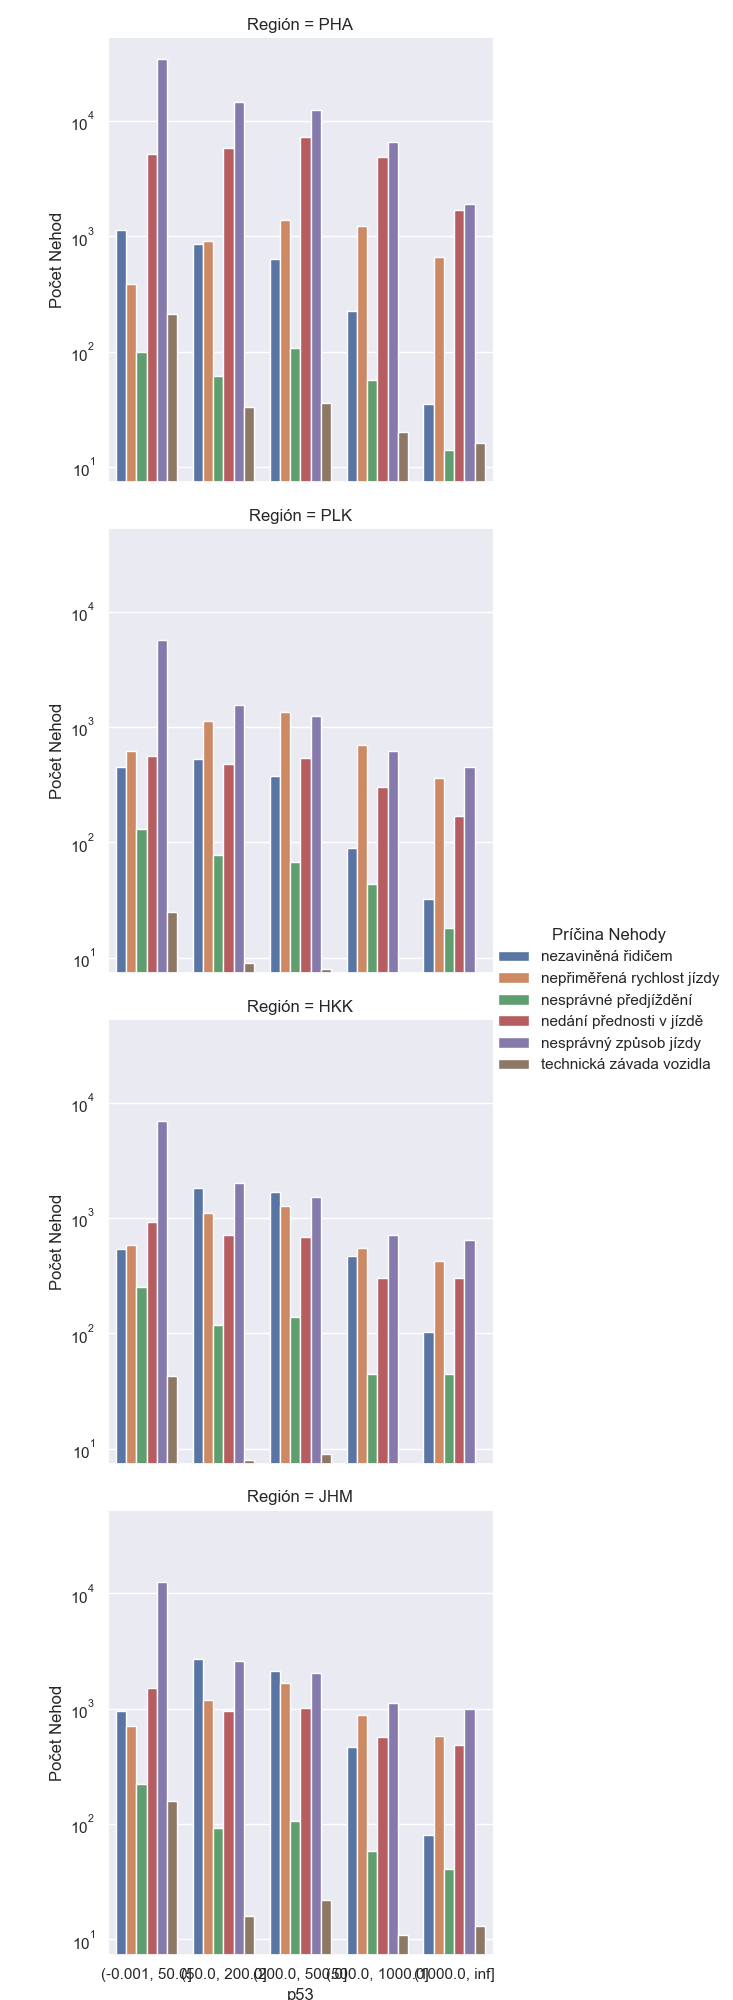 Región = PHA
10^4
10^3
10^2
10^1
Počet Nehod
Región = PLK
10^4
10^3
10^2
10^1
Počet Nehod
Príčina Nehody
nezaviněná řidičem
nepřiměřená rychlost jízdy
nesprávné předjíždění
nedání přednosti v jízdě
nesprávný způsob jízdy
technická závada vozidla
Región = HKK
10^4
10^3
10^2
10^1
Počet Nehod
Región = JHM
10^4
10^3
10^2
10^1
Počet Nehod
(-0.001, 50.0] (50.0, 200.0] (200.0, 500.0] (500.0, 1000.0] (1000.0, inf]
p53